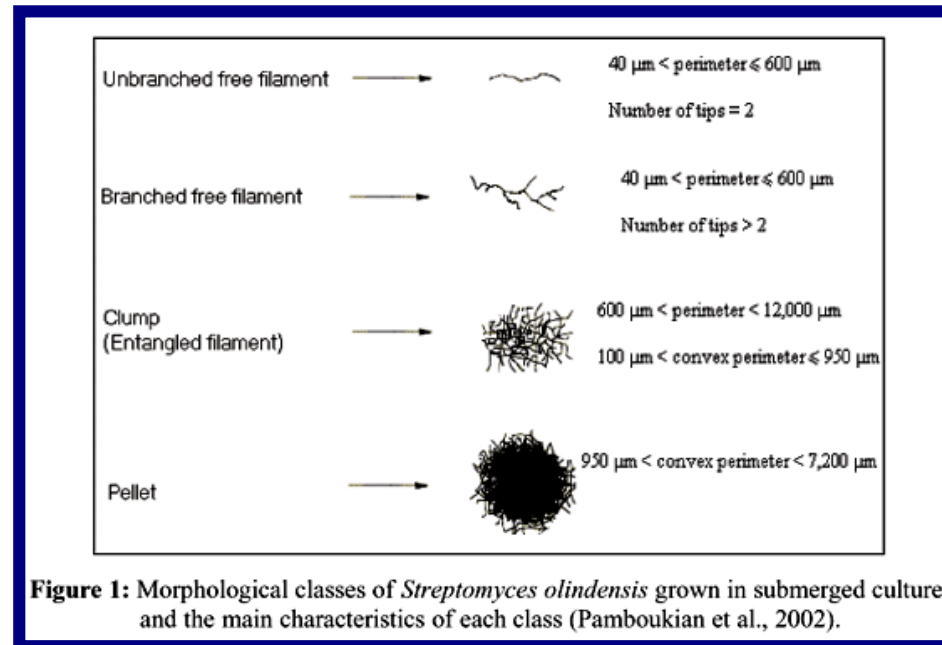 Unbranched free filament
40 µm < perimeter ⩽ 600 µm
Number of tips = 2
Branched free filament
40 µm < perimeter ⩽ 600 µm
Number of tips > 2
Clump
(Entangled filament)
600 µm < perimeter < 12,000 µm
100 µm < convex perimeter ⩽ 950 µm
Pellet
950 µm < convex perimeter < 7,200 µm
Figure 1: Morphological classes of Streptomyces olindensis grown in submerged culture
and the main characteristics of each class (Pamboukian et al., 2002).